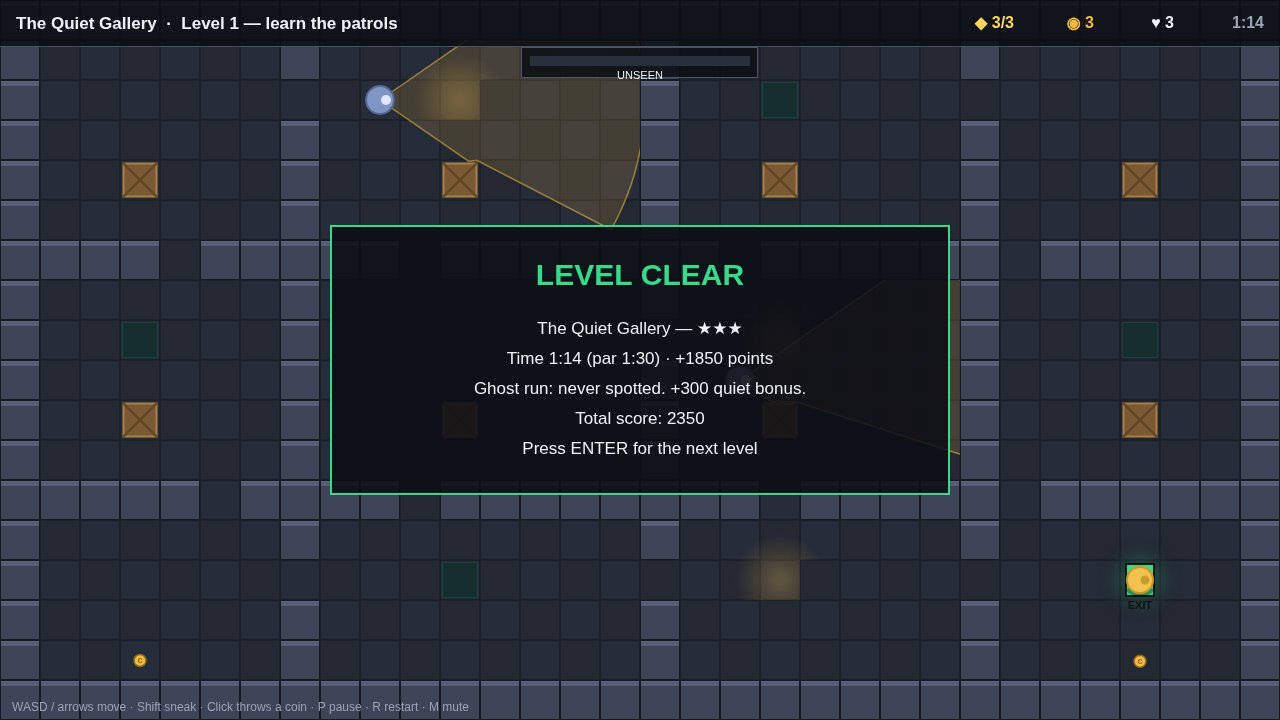 The Quiet Gallery · Level 1 — learn the patrols
◆ 3/3
◉ 3
♥ 3
1:14
UNSEEN
LEVEL CLEAR
The Quiet Gallery — ★★★
Time 1:14 (par 1:30) · +1850 points
Ghost run: never spotted. +300 quiet bonus.
Total score: 2350
Press ENTER for the next level
EXIT
c
c
WASD / arrows move · Shift sneak · Click throws a coin · P pause · R restart · M mute